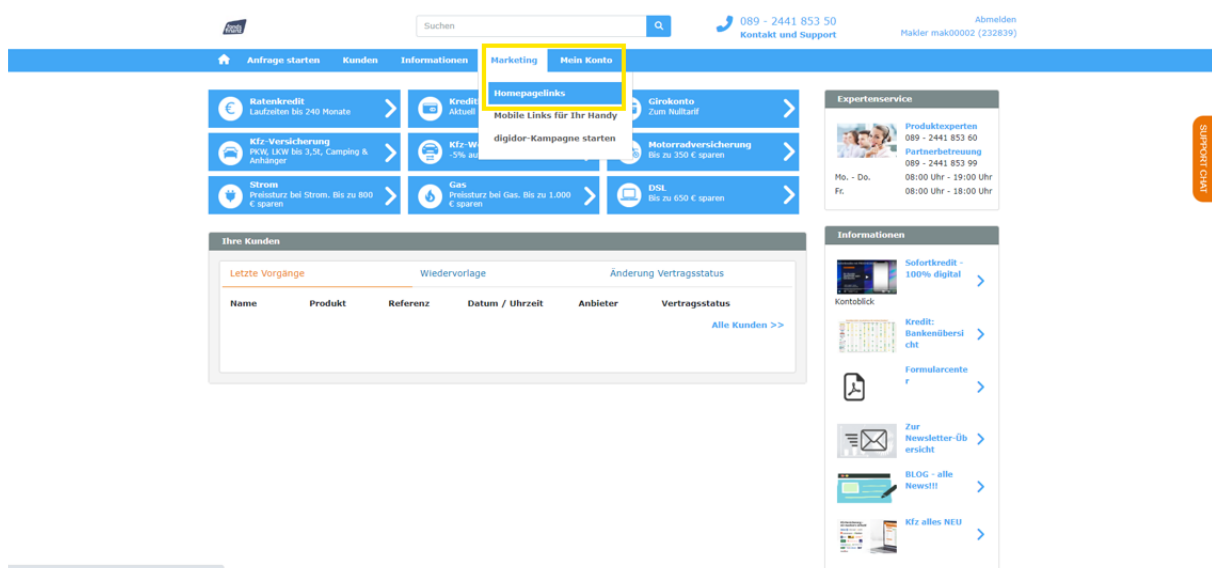 Suchen
089 - 2441 853 50
Kontakt und Support
Abmelden
Makler mak00002 (232839)
Anfrage starten
Kunden
Informationen
Marketing
Mein Konto
Homepagelinks
Mobile Links für Ihr Handy
digidor-Kampagne starten
Ratenkredit
Laufzeiten bis 240 Monate
Kredit
Aktuell
Girokonto
Zum Nulltarif
Kfz-Versicherung
PKW, LKW bis 3,5t, Camping &
Anhänger
Kfz-W
-5% au
Motorradversicherung
Bis zu 350 € sparen
Strom
Preissturz bei Strom. Bis zu 800
€ sparen
Gas
Preissturz bei Gas. Bis zu 1.000
€ sparen
DSL
Bis zu 650 € sparen
Ihre Kunden
Letzte Vorgänge
Wiedervorlage
Änderung Vertragsstatus
Name
Produkt
Referenz
Datum / Uhrzeit
Anbieter
Vertragsstatus
Alle Kunden >>
Expertenservice
Produktexperten
089 - 2441 853 60
Partnerbetreuung
089 - 2441 853 99
Mo. - Do.
08:00 Uhr - 19:00 Uhr
Fr.
08:00 Uhr - 18:00 Uhr
Informationen
Sofortkredit -
100% digital
Kontoblick
Kredit:
Bankenübersi
cht
Formularcente
r
Zur
Newsletter-Üb
ersicht
BLOG - alle
News!!!
Kfz alles NEU
SUPPORT CHAT